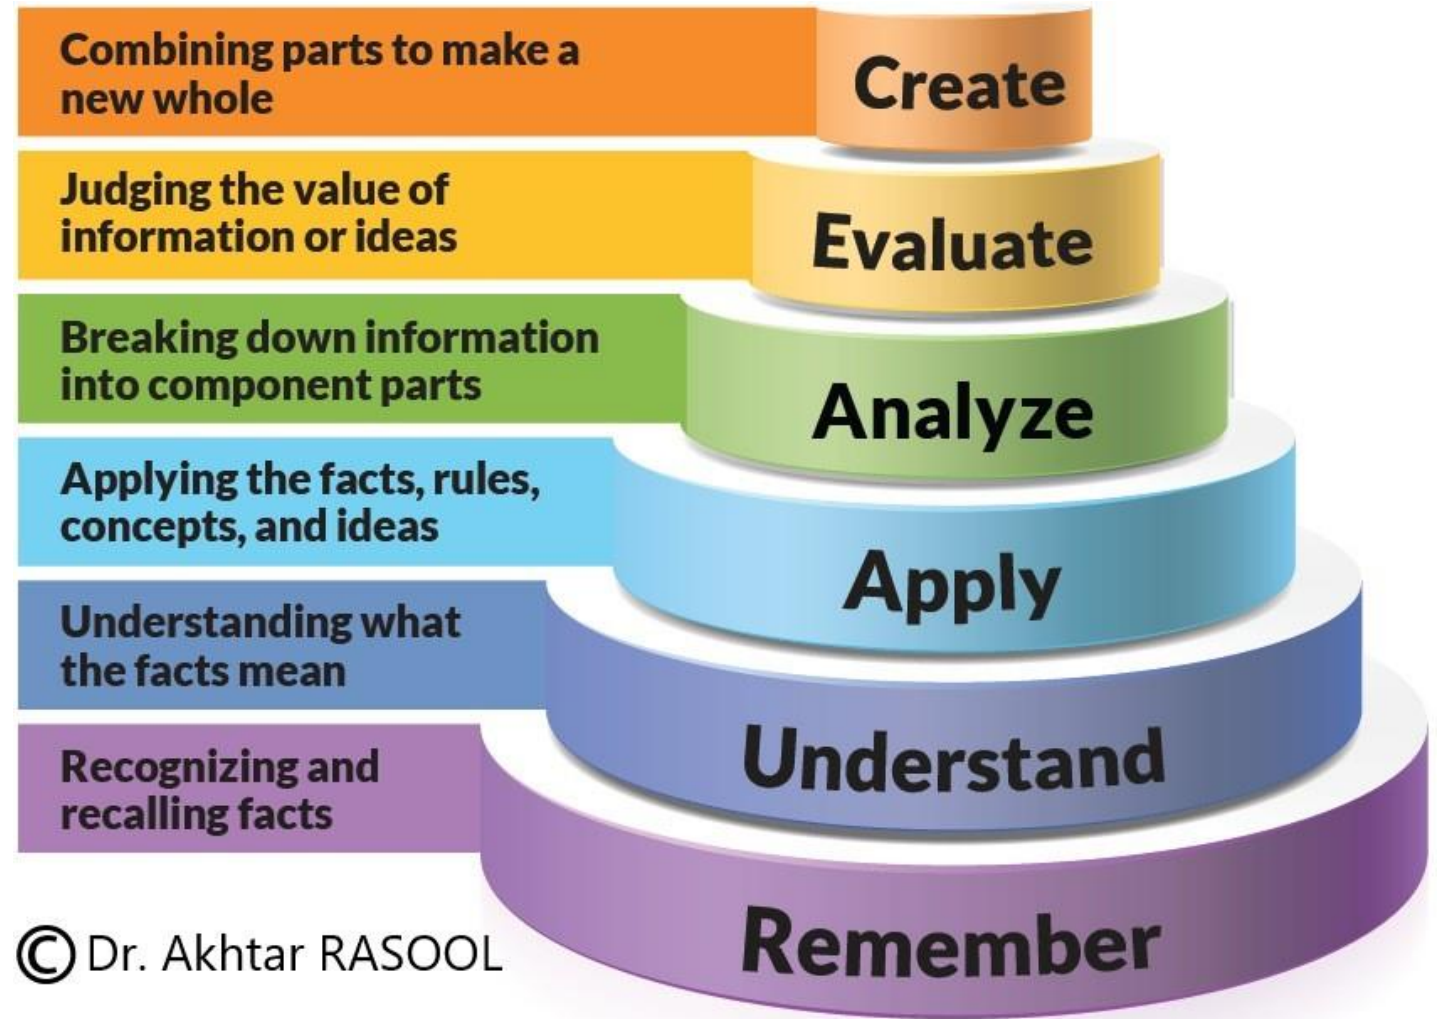 Combining parts to make a
new whole
Create
Judging the value of
information or ideas
Evaluate
Breaking down information
into component parts
Analyze
Applying the facts, rules,
concepts, and ideas
Apply
Understanding what
the facts mean
Understand
Recognizing and
recalling facts
Remember
© Dr. Akhtar RASOOL